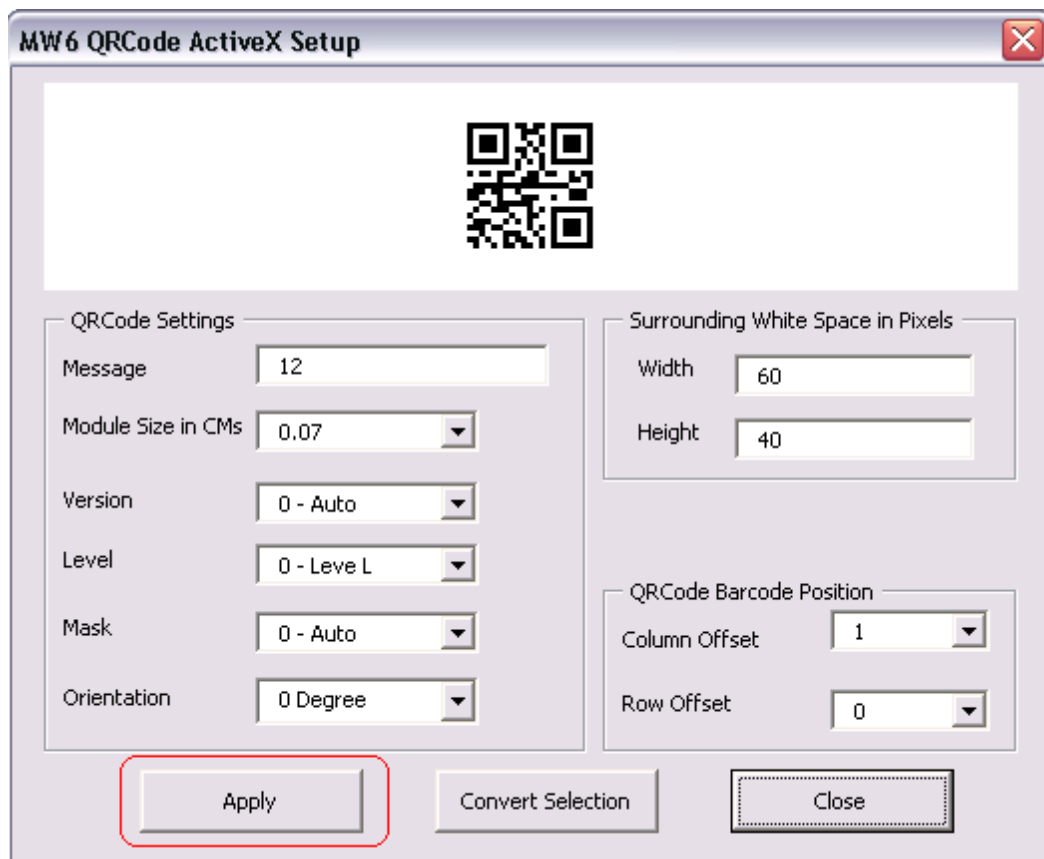 MW6 QRCode ActiveX Setup
QRCode Settings
Message 12
Module Size in CMs 0.07
Version 0 - Auto
Level 0 - Leve L
Mask 0 - Auto
Orientation 0 Degree
Surrounding White Space in Pixels
Width 60
Height 40
QRCode Barcode Position
Column Offset 1
Row Offset 0
Apply Convert Selection Close